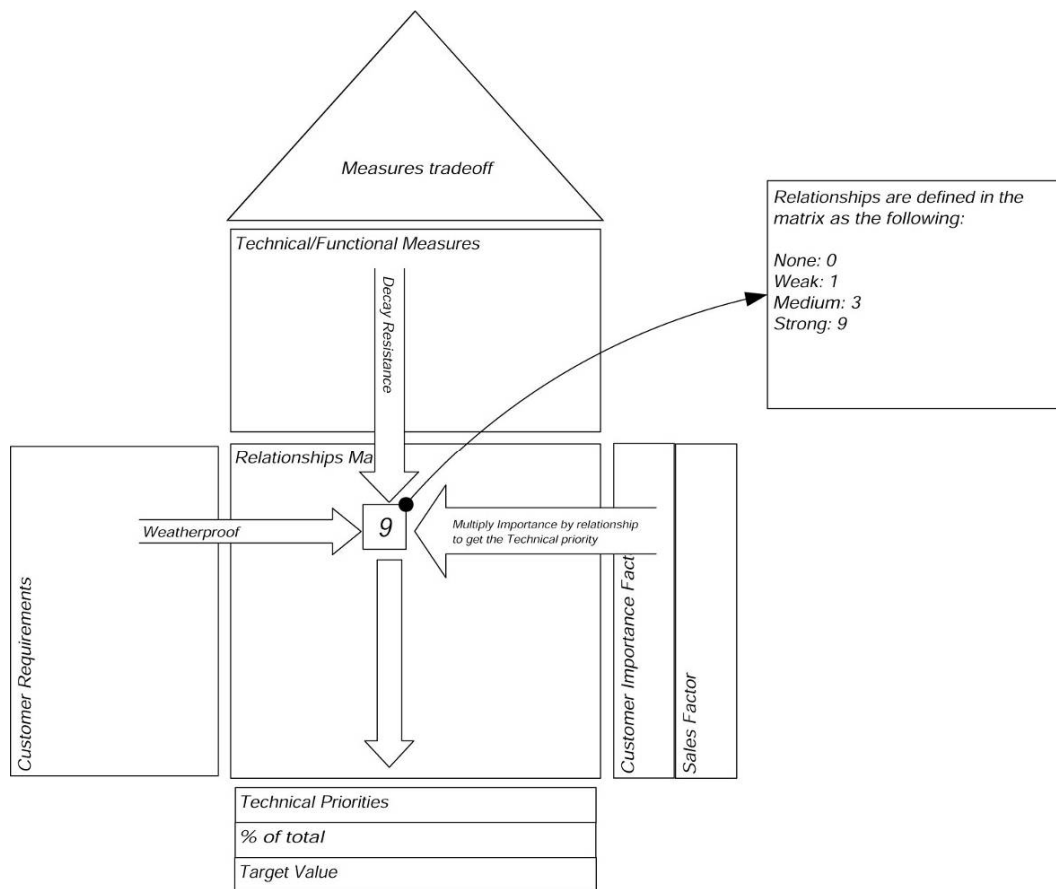 Measures tradeoff
Technical/Functional Measures
Decay Resistance
Relationships are defined in the
matrix as the following:
None: 0
Weak: 1
Medium: 3
Strong: 9
Relationships Ma
Weatherproof
9
Multiply Importance by relationship
to get the Technical priority
Customer Requirements
Customer Importance Fact
Sales Factor
Technical Priorities
% of total
Target Value